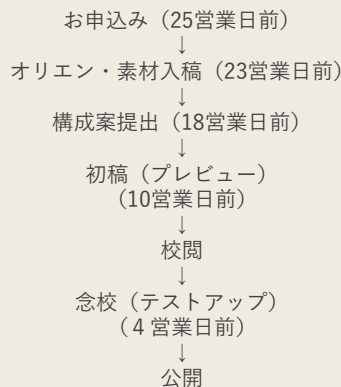 お申込み（25営業日前）
↓
オリエン・素材入稿（23営業日前）
↓
構成案提出（18営業日前）
↓
初稿（プレビュー）
（10営業日前）
↓
校閲
↓
念校（テストアップ）
（４営業日前）
↓
公開